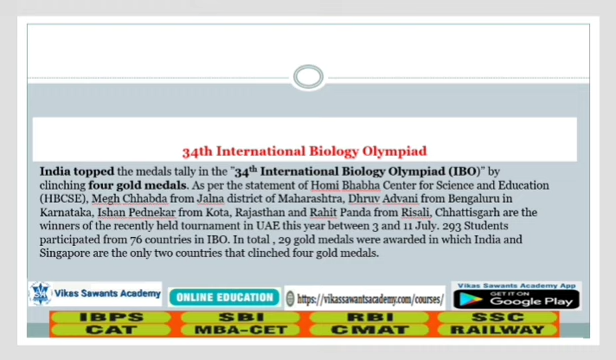 34th International Biology Olympiad
India topped the medals tally in the "34th International Biology Olympiad (IBO)" by
clinching four gold medals. As per the statement of Homi Bhabha Center for Science and Education
(HBCSE), Megh Chhabda from Jalna district of Maharashtra, Dhruv Advani from Bengaluru in
Karnataka, Ishan Pednekar from Kota, Rajasthan and Rahit Panda from Risali, Chhattisgarh are the
winners of the recently held tournament in UAE this year between 3 and 11 July. 293 Students
participated from 76 countries in IBO. In total , 29 gold medals were awarded in which India and
Singapore are the only two countries that clinched four gold medals.
Vikas Sawants Academy
ONLINE EDUCATION
https://vikassawantsacademy.com/courses/
Vikas Sawants Academy App
GET IT ON
Google Play
IBPS SBI RBI SSC
CAT MBA-CET CMAT RAILWAY